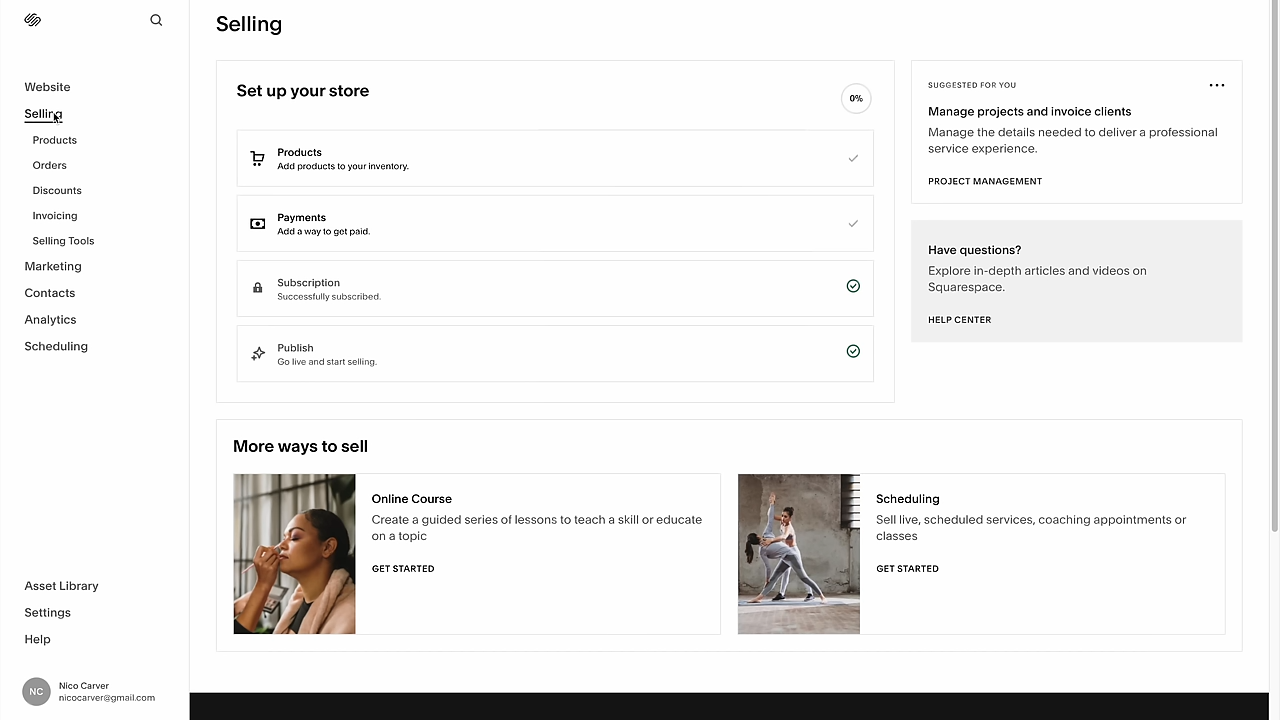 Website
Selling
Products
Orders
Discounts
Invoicing
Selling Tools
Marketing
Contacts
Analytics
Scheduling
Asset Library
Settings
Help
NC
Nico Carver
nicocarver@gmail.com
Selling
Set up your store
0%
Products
Add products to your inventory.
Payments
Add a way to get paid.
Subscription
Successfully subscribed.
Publish
Go live and start selling.
SUGGESTED FOR YOU
Manage projects and invoice clients
Manage the details needed to deliver a professional
service experience.
PROJECT MANAGEMENT
Have questions?
Explore in-depth articles and videos on
Squarespace.
HELP CENTER
More ways to sell
Online Course
Create a guided series of lessons to teach a skill or educate
on a topic
GET STARTED
Scheduling
Sell live, scheduled services, coaching appointments or
classes
GET STARTED